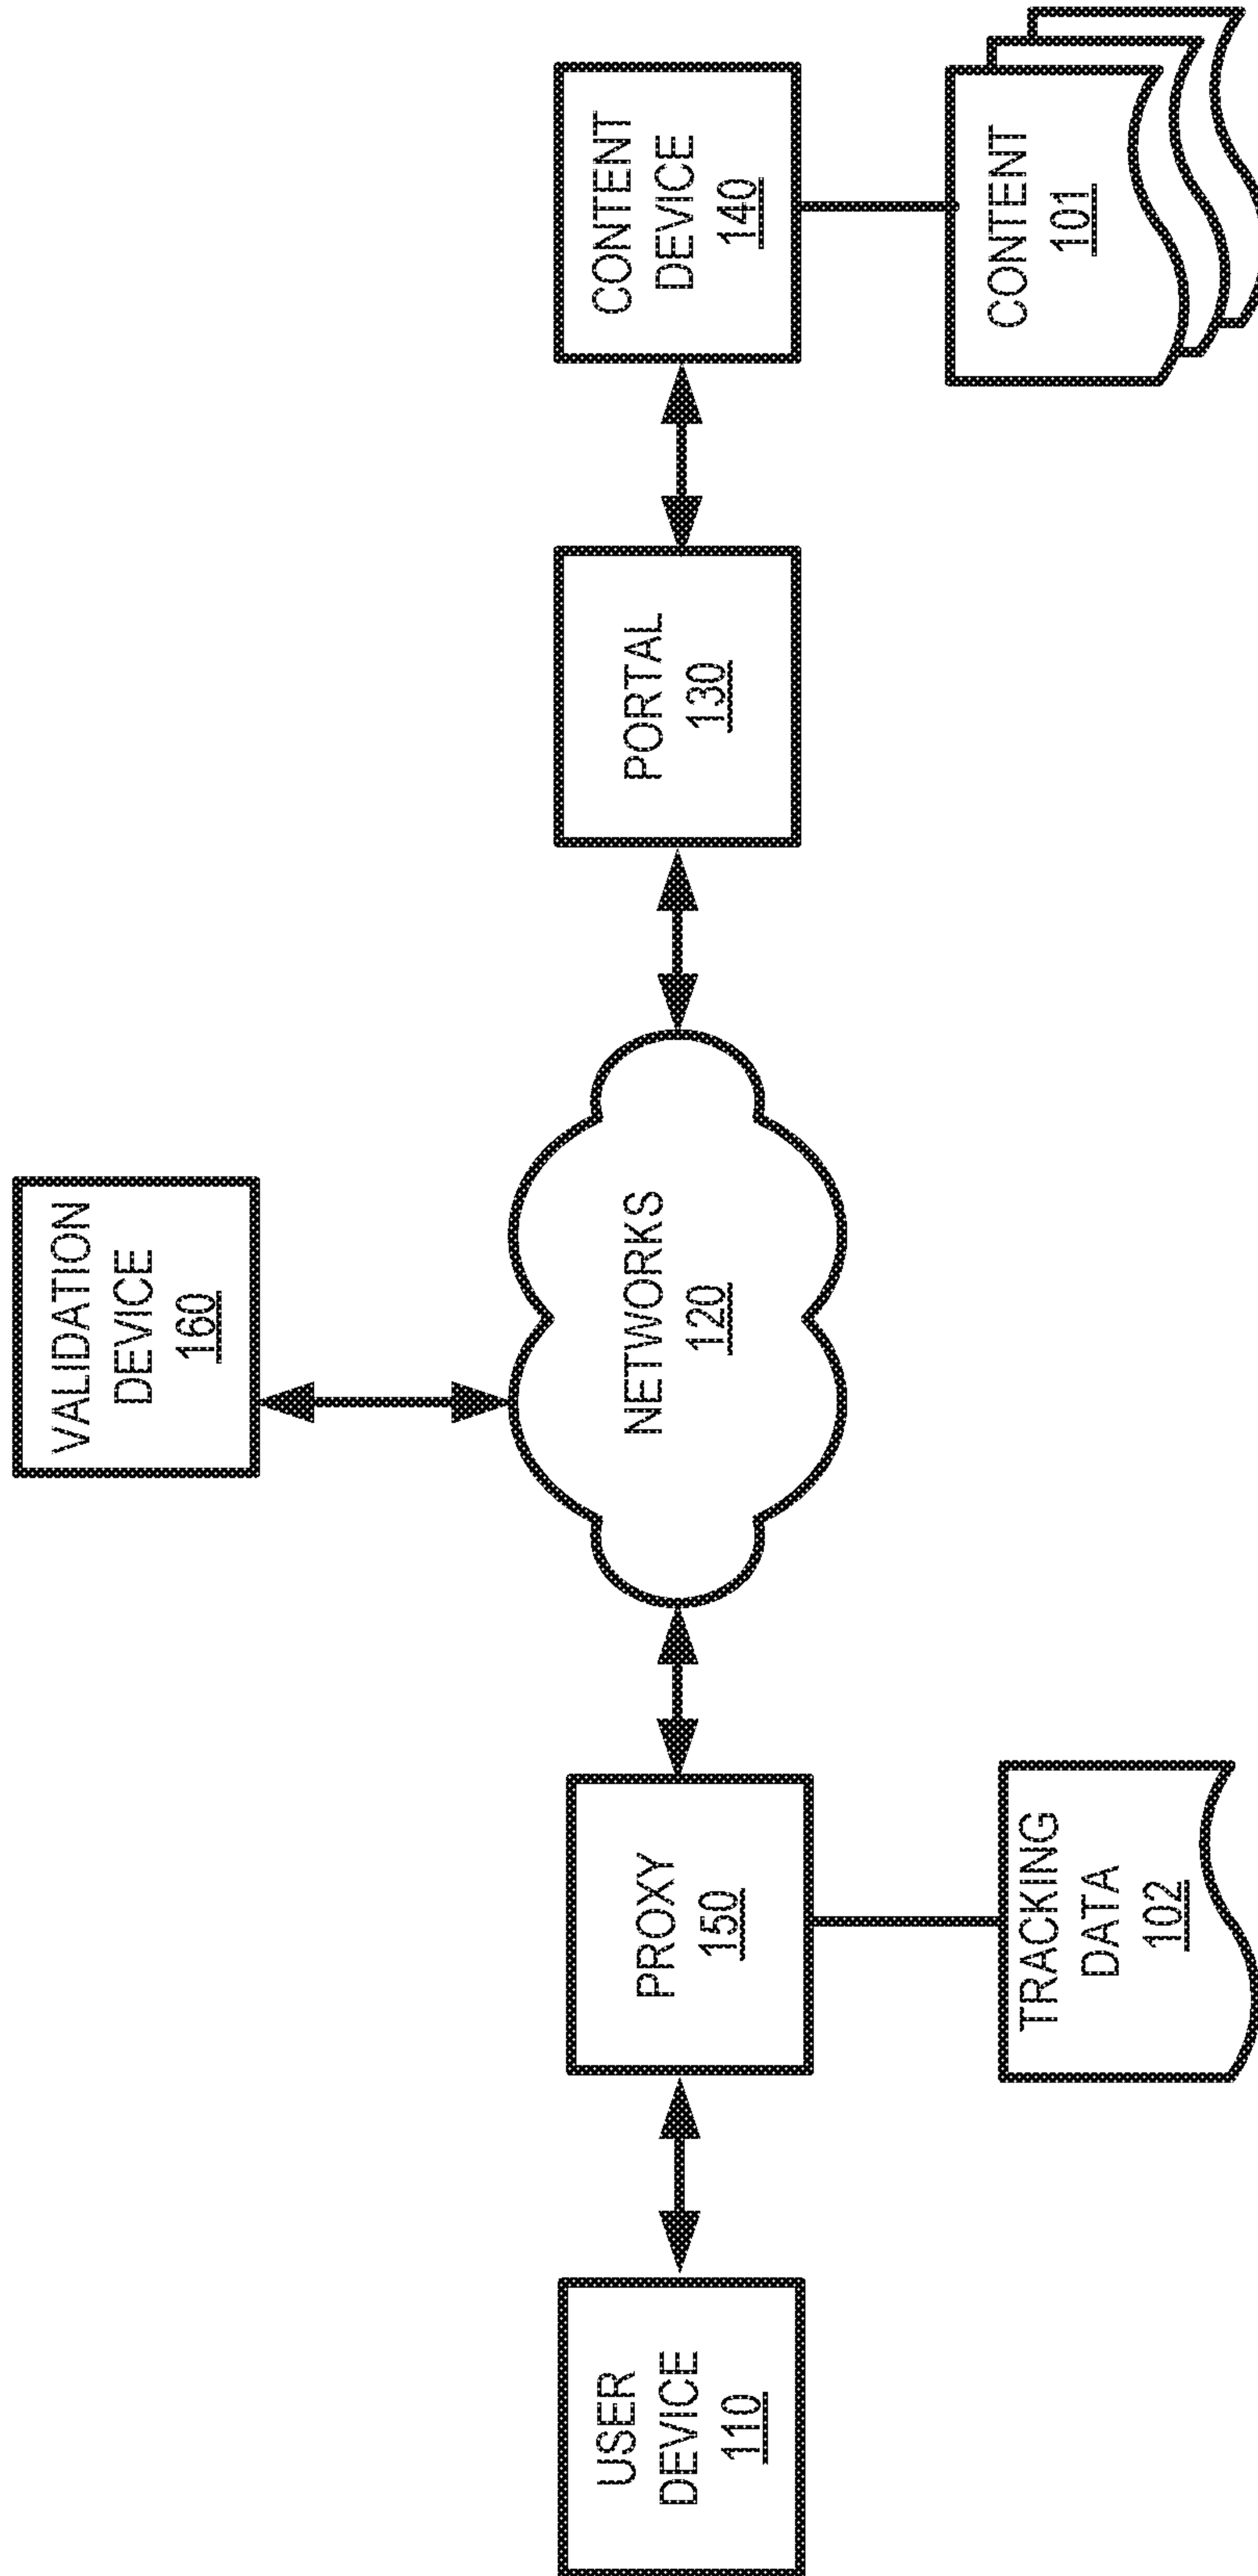 VALIDATION
DEVICE
160
USER
DEVICE
110
PROXY
150
NETWORKS
120
PORTAL
130
CONTENT
DEVICE
140
TRACKING
DATA
102
CONTENT
101